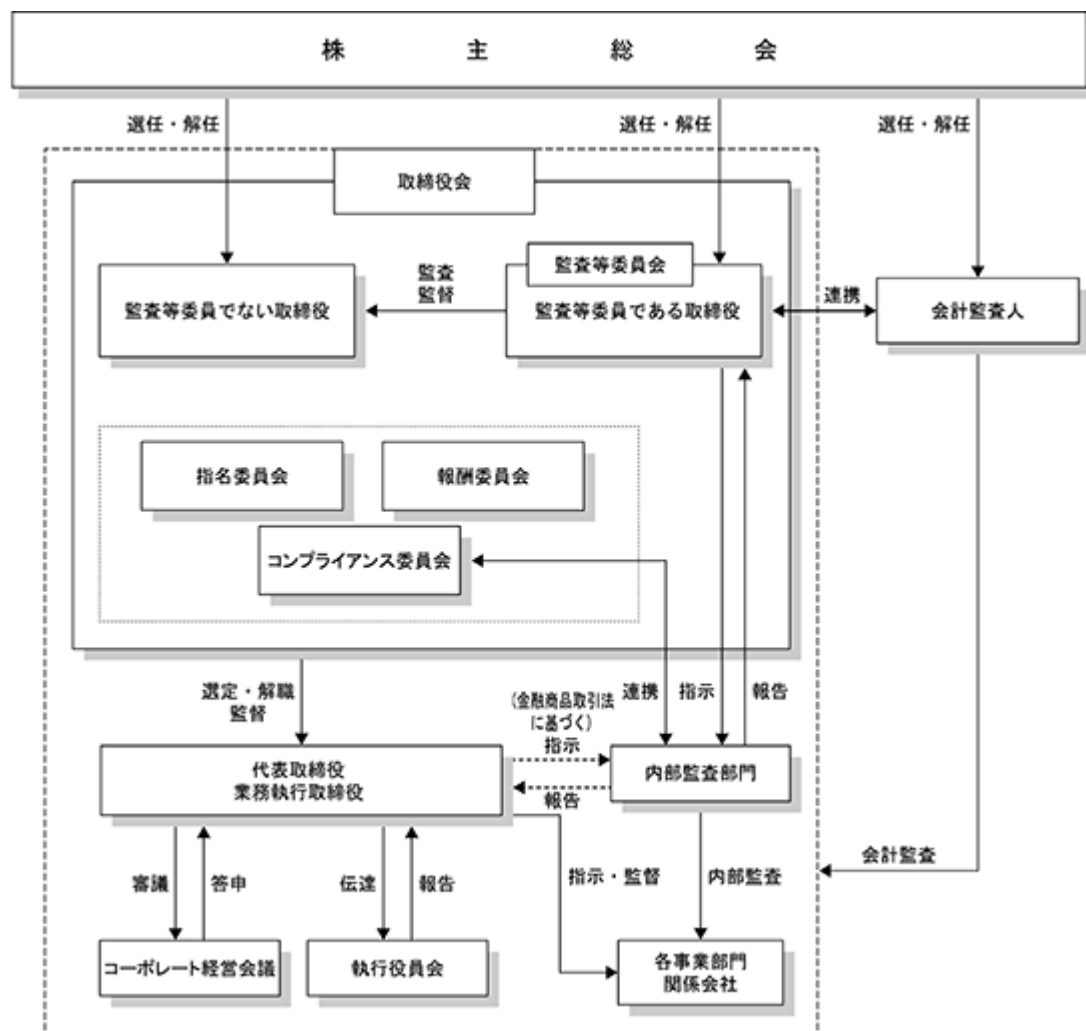 株主総会
選任・解任
選任・解任
選任・解任
取締役会
監査等委員会
監査等委員でない取締役
監査
監督
監査等委員である取締役
連携
会計監査人
指名委員会
報酬委員会
コンプライアンス委員会
選定・解職
監督
(金融商品取引法
に基づく)
指示
連携
指示
報告
代表取締役
業務執行取締役
内部監査部門
報告
会計監査
審議
答申
伝達
報告
指示・監督
内部監査
コーポレート経営会議
執行役員会
各事業部門
関係会社